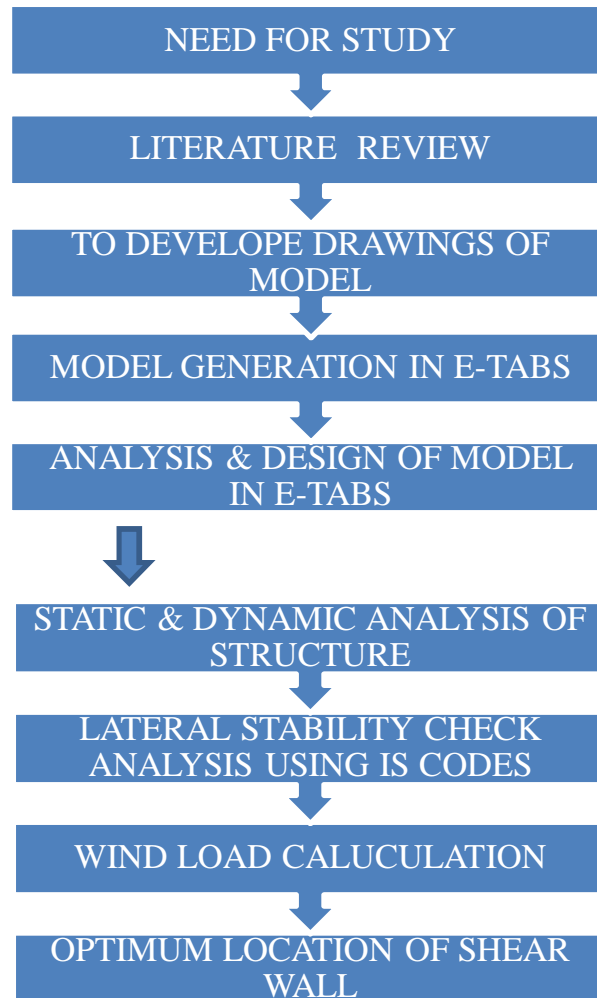 NEED FOR STUDY
LITERATURE REVIEW
TO DEVELOPE DRAWINGS OF
MODEL
MODEL GENERATION IN E-TABS
ANALYSIS & DESIGN OF MODEL
IN E-TABS
STATIC & DYNAMIC ANALYSIS OF
STRUCTURE
LATERAL STABILITY CHECK
ANALYSIS USING IS CODES
WIND LOAD CALUCULATION
OPTIMUM LOCATION OF SHEAR
WALL